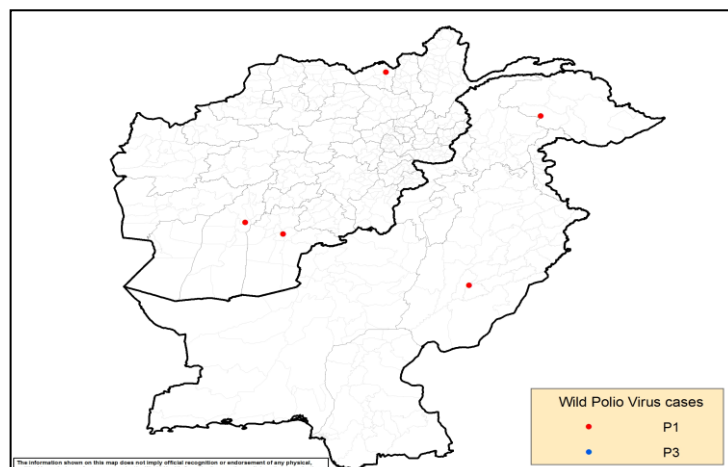 Wild Polio Virus cases
P1
P3
The information shown on this map does not imply official recognition or endorsement of any physical,